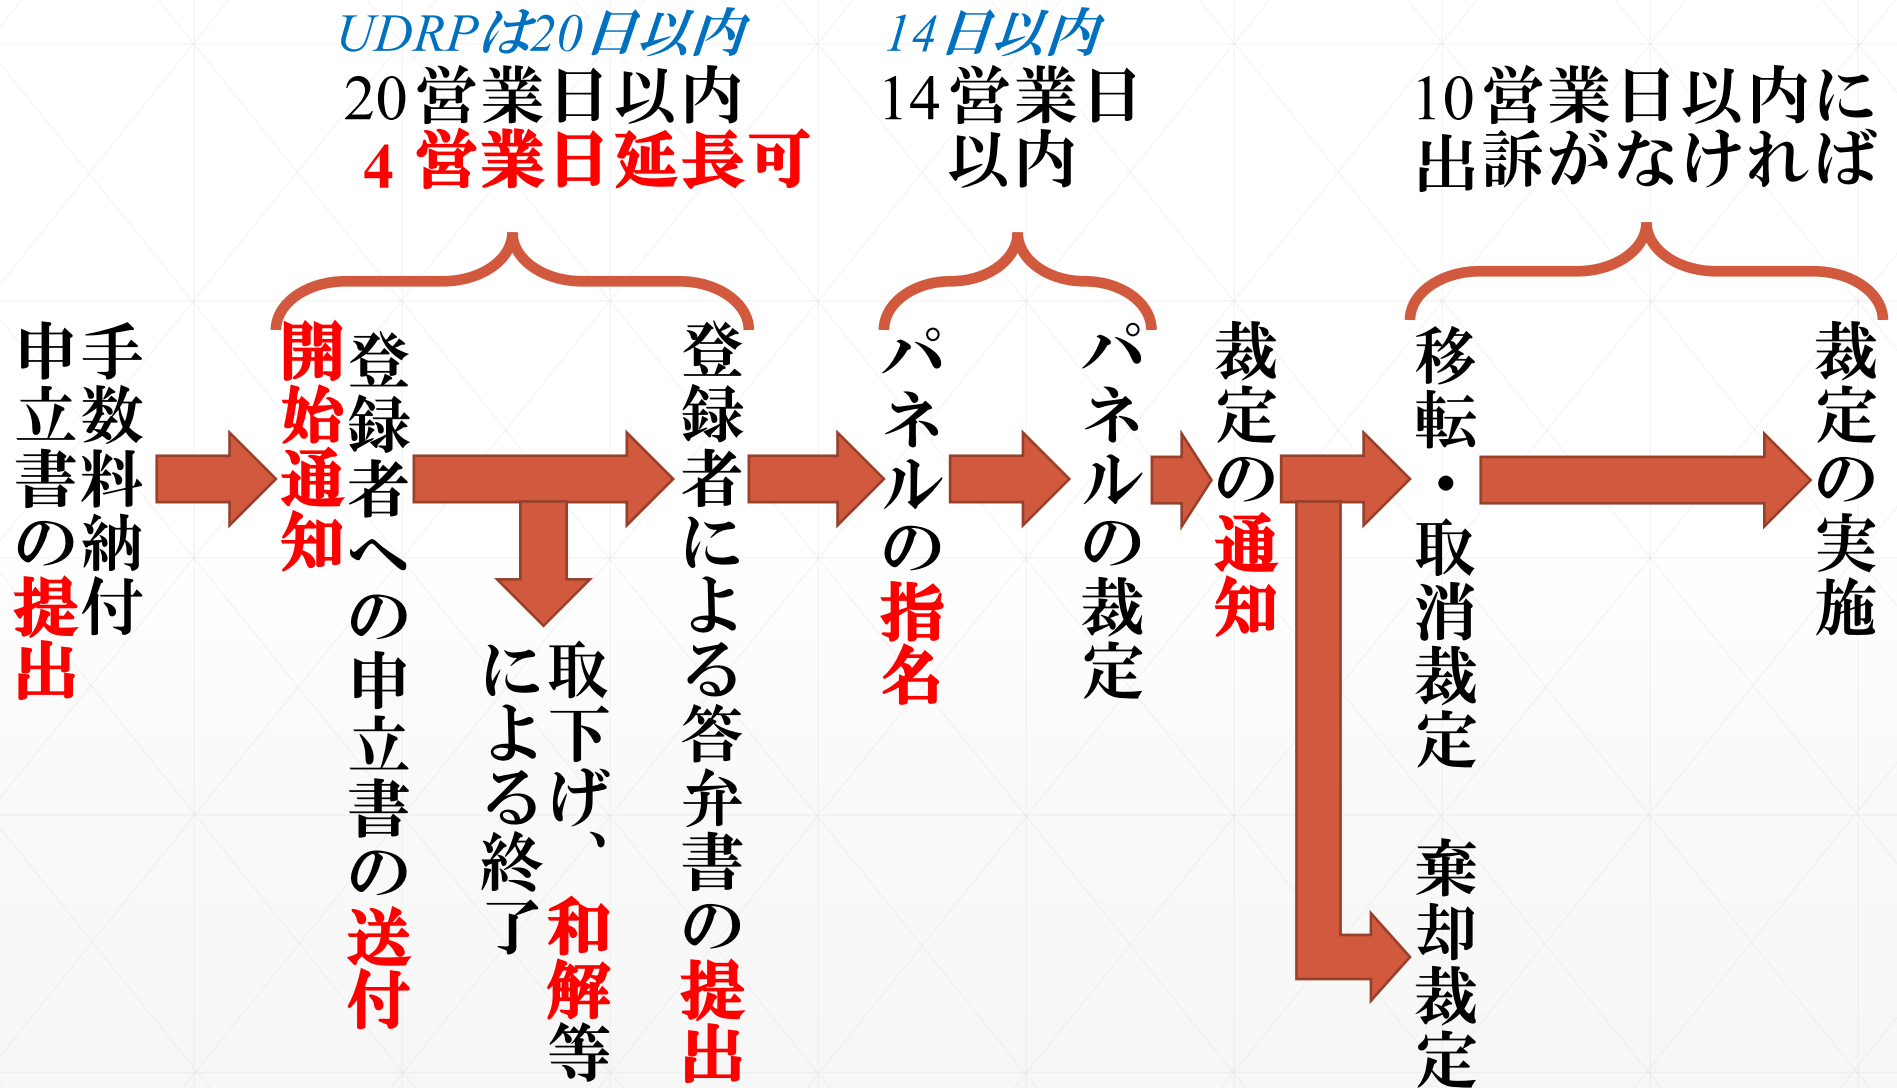 UDRPは20日以内
20営業日以内
4 営業日延長可
14日以内
14営業日
以内
10営業日以内に
出訴がなければ
手数料納付
申立書の提出
登録者への申立書の送付
開始通知
取下げ、和解等
による終了
登録者による答弁書の提出
パネルの指名
パネルの裁定
裁定の通知
移転・取消裁定
棄却裁定
裁定の実施